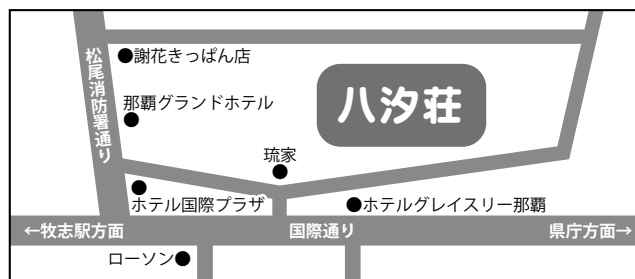 松尾消防署通り
●謝花きっぱん店
那覇グランドホテル
八汐荘
琉家
ホテル国際プラザ
●ホテルグレイスリー那覇
←牧志駅方面
国際通り
県庁方面→
ローソン●